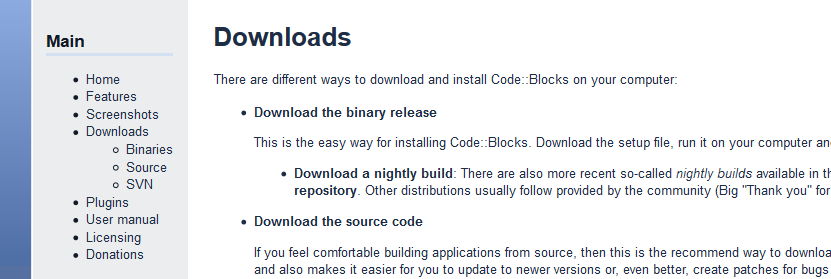 Main
Home
Features
Screenshots
Downloads
Binaries
Source
SVN
Plugins
User manual
Licensing
Donations
Downloads
There are different ways to download and install Code::Blocks on your computer:
Download the binary release
This is the easy way for installing Code::Blocks. Download the setup file, run it on your computer an
Download a nightly build: There are also more recent so-called nightly builds available in th
repository. Other distributions usually follow provided by the community (Big "Thank you" for
Download the source code
If you feel comfortable building applications from source, then this is the recommend way to downloa
and also makes it easier for you to update to newer versions or, even better, create patches for bugs